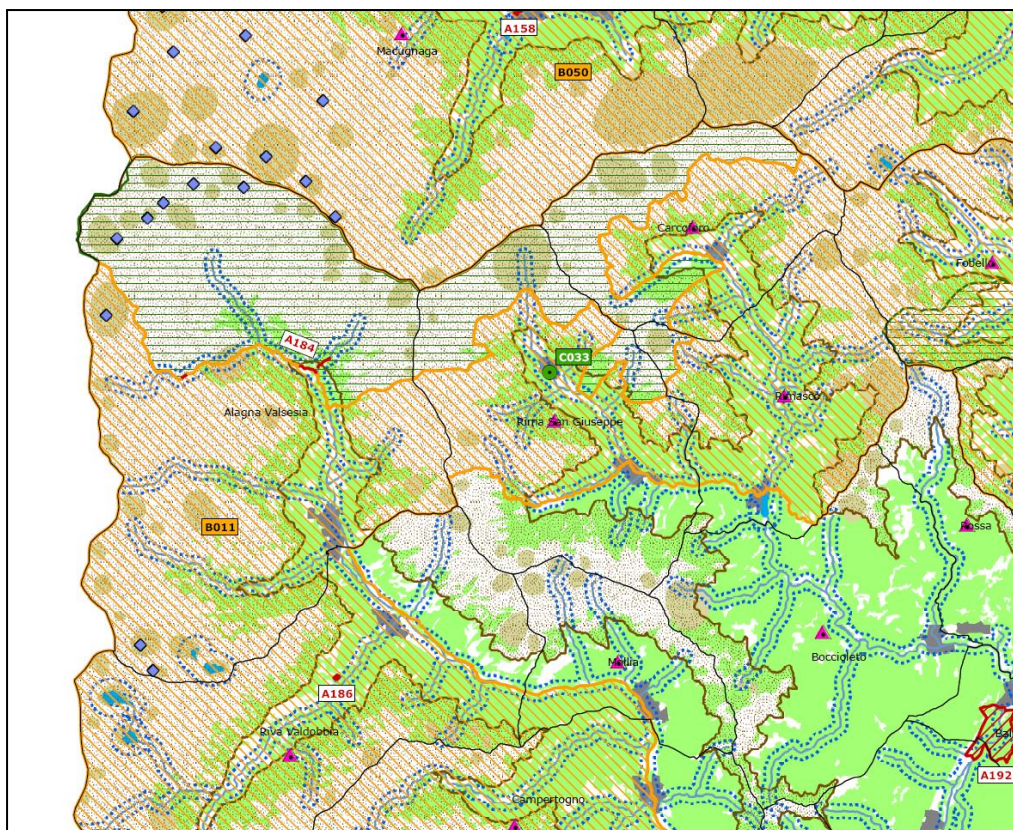 A158
Macugnaga
B050
Carcoforo
Fobello
A184
C033
Alagna Valsesia
Rimasco
Rima San Giuseppe
B011
Rossa
Boccioleto
Mollia
A186
Riva Valdobbia
Bal
A192
Campertogno